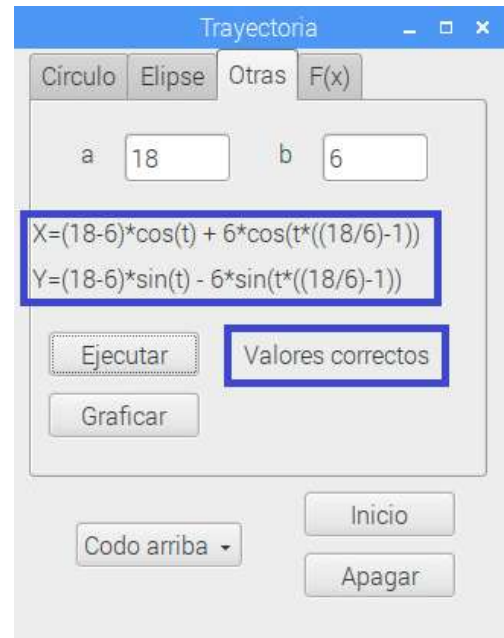 Trayectoria
Círculo Elipse Otras F(x)
a 18 b 6
X=(18-6)*cos(t) + 6*cos(t*((18/6)-1))
Y=(18-6)*sin(t) - 6*sin(t*((18/6)-1))
Ejecutar Valores correctos
Graficar
Inicio
Codo arriba
Apagar